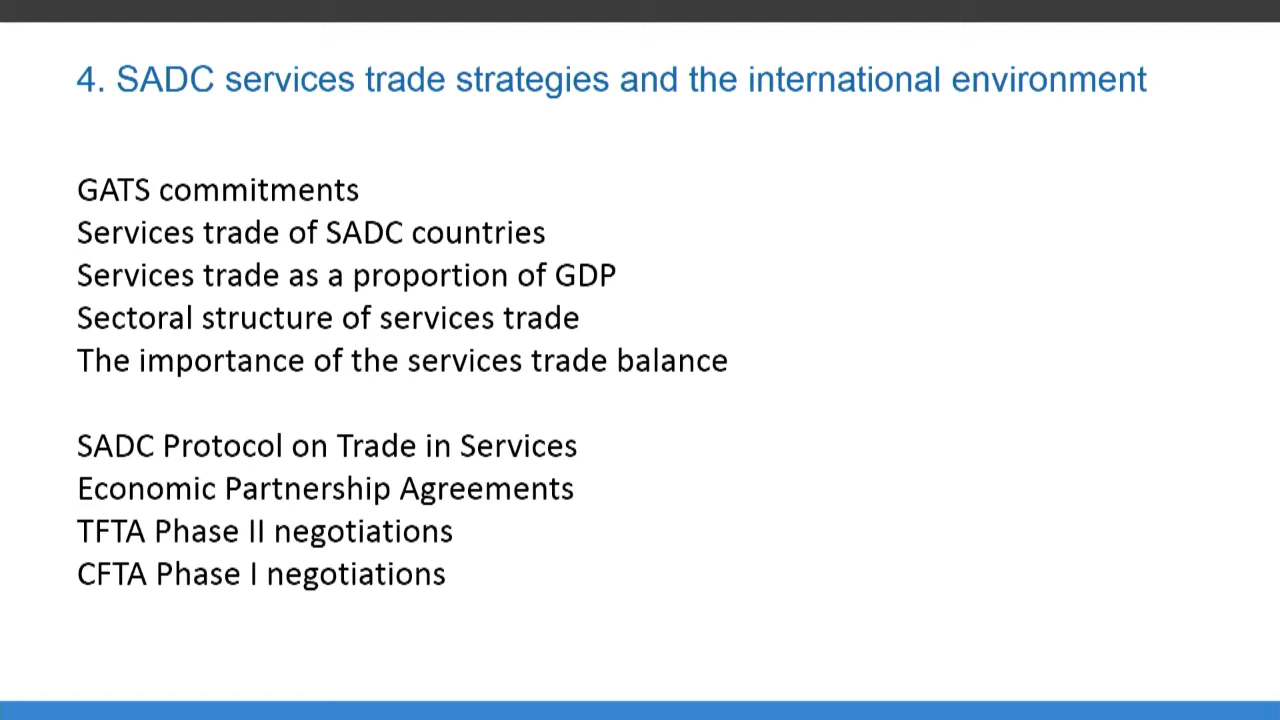 4. SADC services trade strategies and the international environment
GATS commitments
Services trade of SADC countries
Services trade as a proportion of GDP
Sectoral structure of services trade
The importance of the services trade balance
SADC Protocol on Trade in Services
Economic Partnership Agreements
TFTA Phase II negotiations
CFTA Phase I negotiations